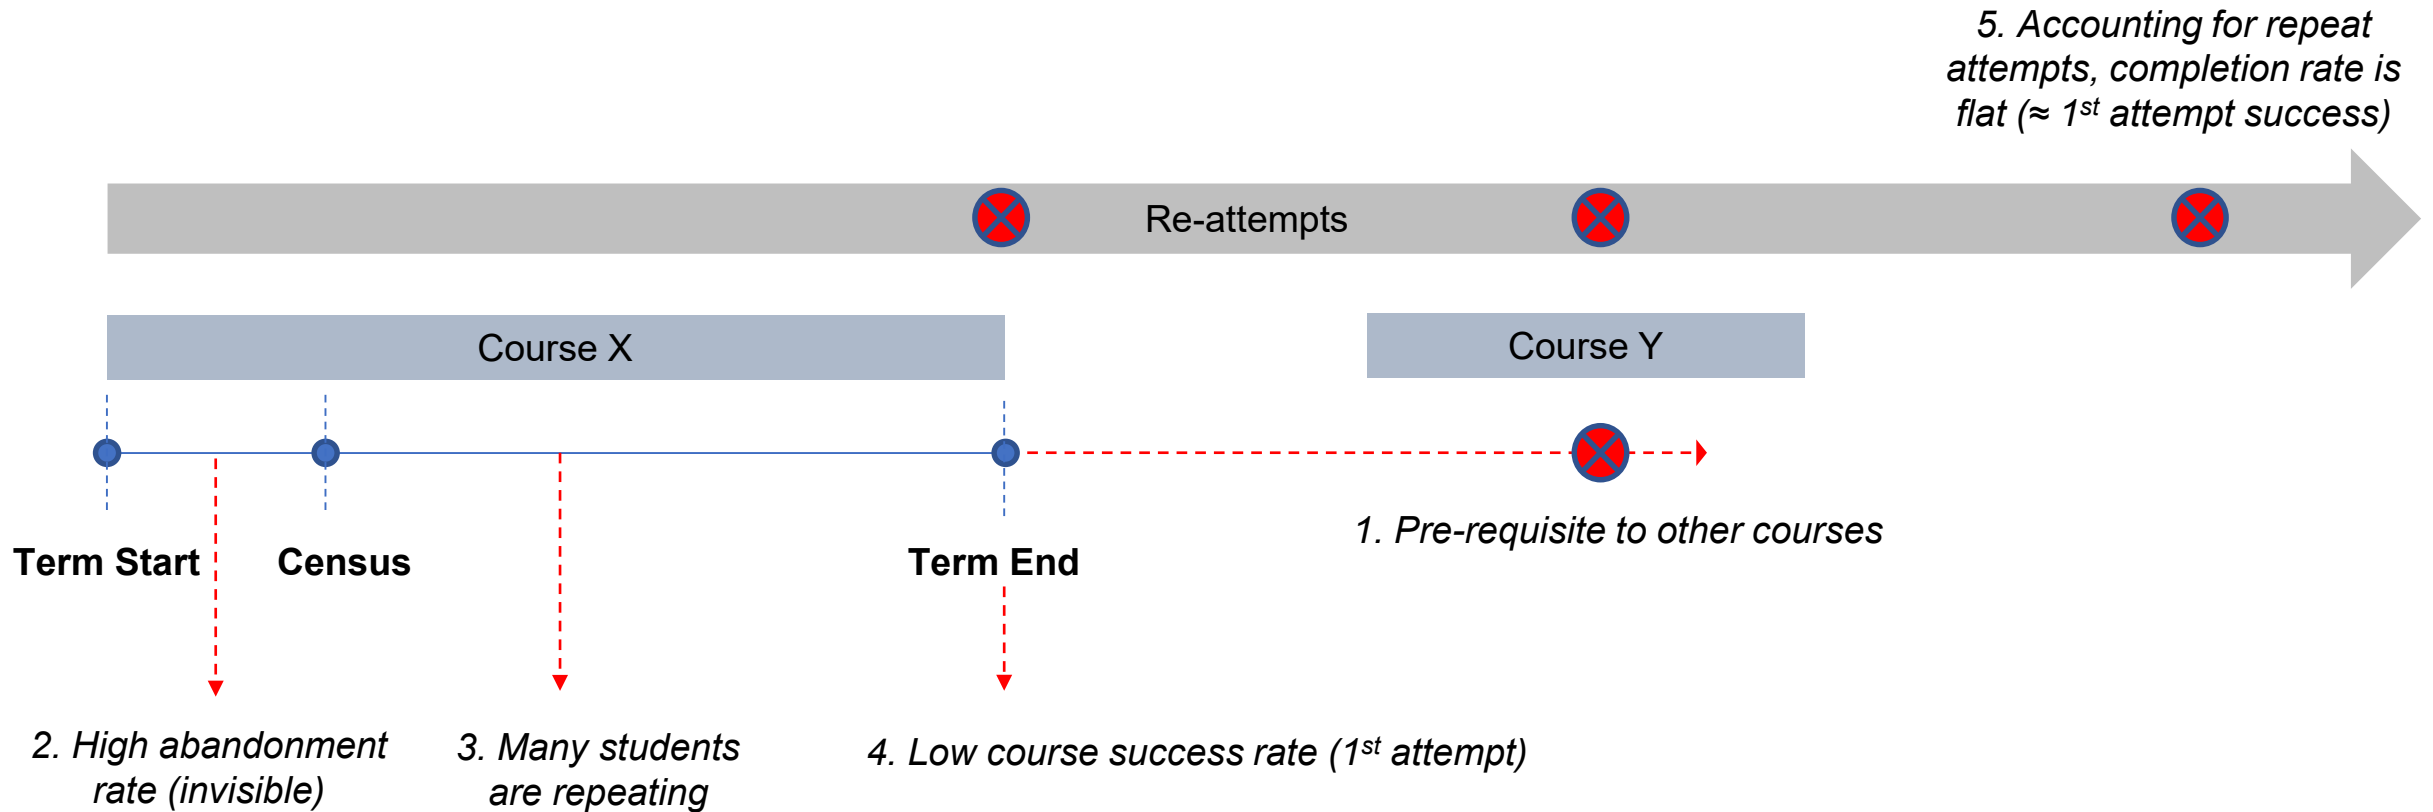 5. Accounting for repeat
attempts, completion rate is
flat (≈ 1st attempt success)
Re-attempts
Course X
Course Y
1. Pre-requisite to other courses
Term Start
Census
Term End
2. High abandonment
rate (invisible)
3. Many students
are repeating
4. Low course success rate (1st attempt)